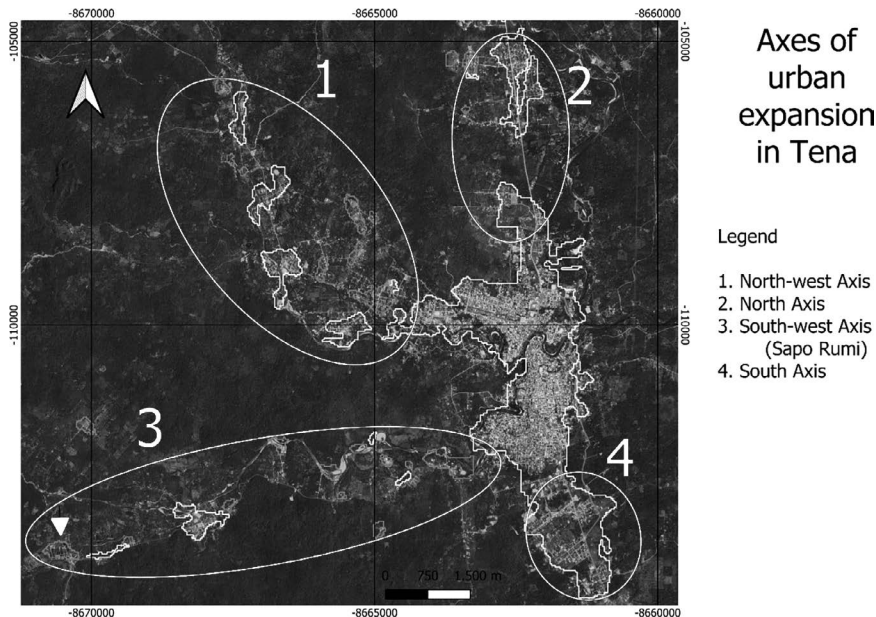 -8670000
-8665000
-8660000
-105000
-105000
1
2
Axes of
urban
expansion
in Tena
Legend
1. North-west Axis
2. North Axis
3. South-west Axis
(Sapo Rumi)
4. South Axis
-110000
-110000
3
4
0 750 1.500 m
-8670000
-8665000
-8660000